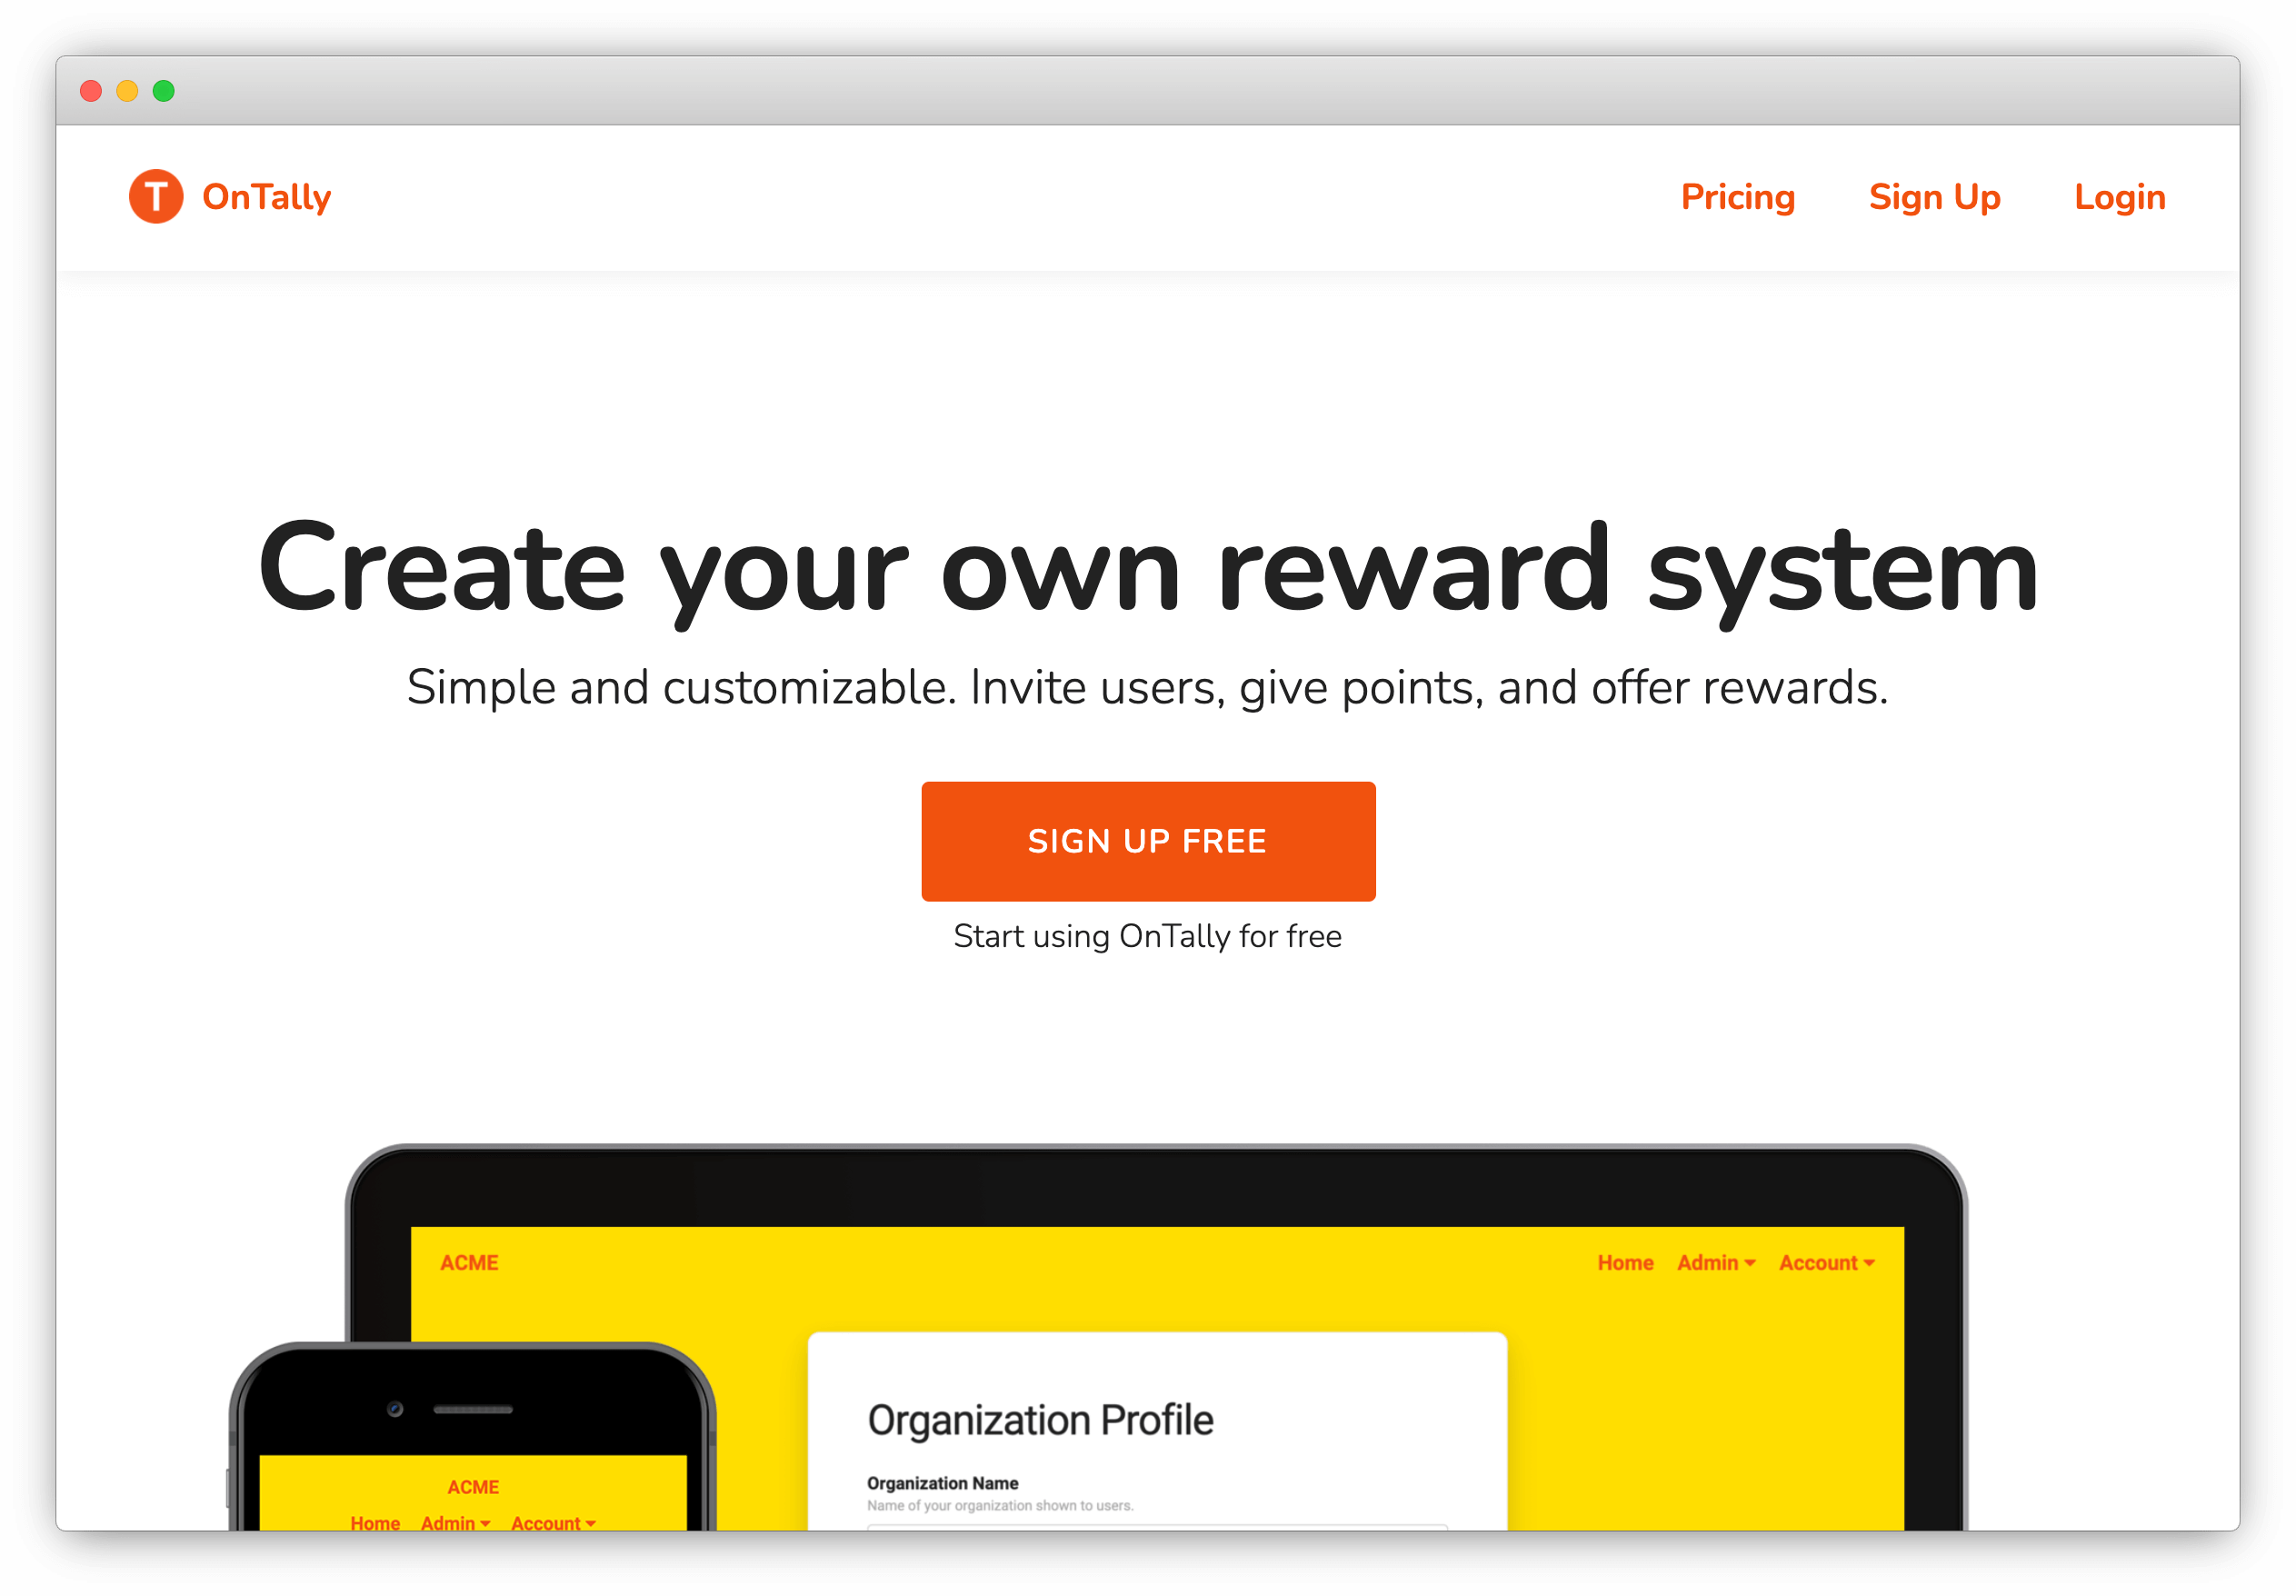 T OnTally
Pricing Sign Up Login
Create your own reward system
Simple and customizable. Invite users, give points, and offer rewards.
SIGN UP FREE
Start using OnTally for free
ACME
Home Admin Account
Organization Profile
Organization Name
Name of your organization shown to users.
ACME
Home Admin Account